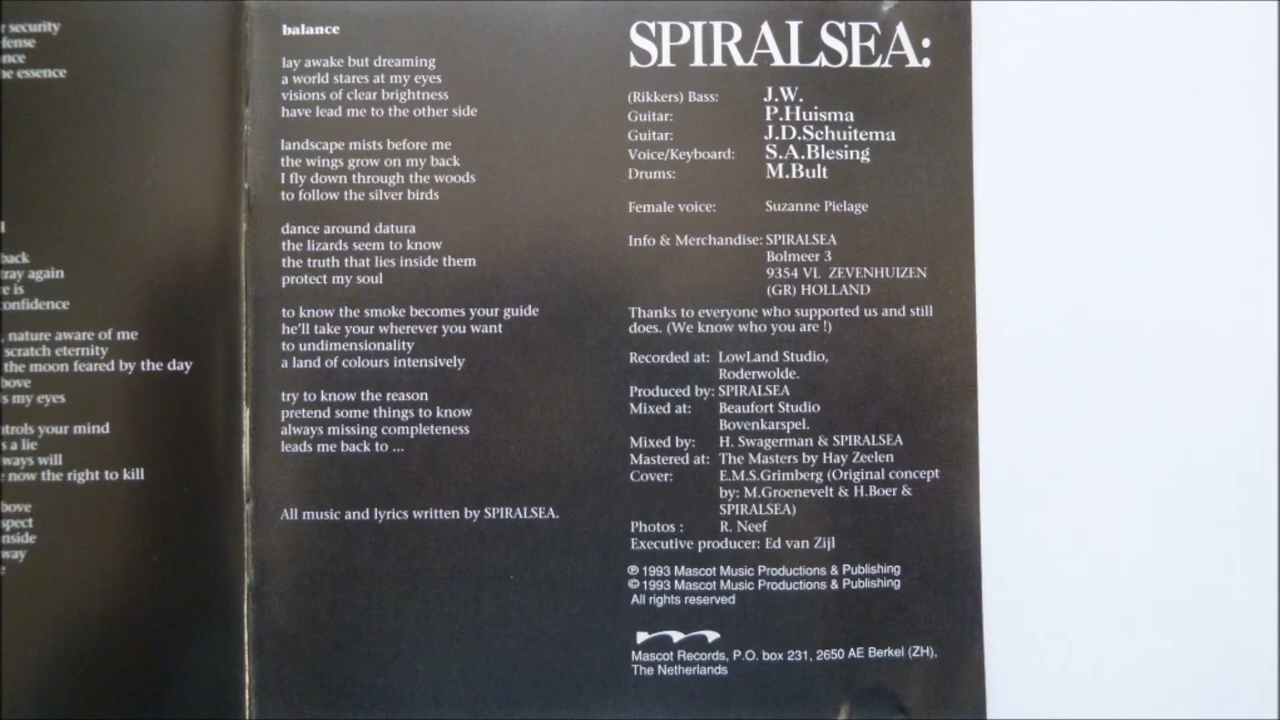 r security
fense
nce
e essence
back
tray again
e is
confidence
, nature aware of me
scratch eternity
the moon feared by the day
bove
s my eyes
ntrols your mind
s a lie
ways will
now the right to kill
bove
spect
nside
way
balance
lay awake but dreaming
a world stares at my eyes
visions of clear brightness
have lead me to the other side
landscape mists before me
the wings grow on my back
I fly down through the woods
to follow the silver birds
dance around datura
the lizards seem to know
the truth that lies inside them
protect my soul
to know the smoke becomes your guide
he'll take your wherever you want
to undimensionality
a land of colours intensively
try to know the reason
pretend some things to know
always missing completeness
leads me back to ...
All music and lyrics written by SPIRALSEA.
SPIRALSEA:
(Rikkers) Bass: J.W.
Guitar: P.Huisma
Guitar: J.D.Schuitema
Voice/Keyboard: S.A.Blesing
Drums: M.Bult
Female voice: Suzanne Pielage
Info & Merchandise: SPIRALSEA
Bolmeer 3
9354 VL ZEVENHUIZEN
(GR) HOLLAND
Thanks to everyone who supported us and still
does. (We know who you are !)
Recorded at: LowLand Studio,
Roderwolde.
Produced by: SPIRALSEA
Mixed at: Beaufort Studio
Bovenkarspel.
Mixed by: H. Swagerman & SPIRALSEA
Mastered at: The Masters by Hay Zeelen
Cover: E.M.S.Grimberg (Original concept
by: M.Groenevelt & H.Boer &
SPIRALSEA)
Photos : R. Neef
Executive producer: Ed van Zijl
℗ 1993 Mascot Music Productions & Publishing
© 1993 Mascot Music Productions & Publishing
All rights reserved
Mascot Records, P.O. box 231, 2650 AE Berkel (ZH),
The Netherlands